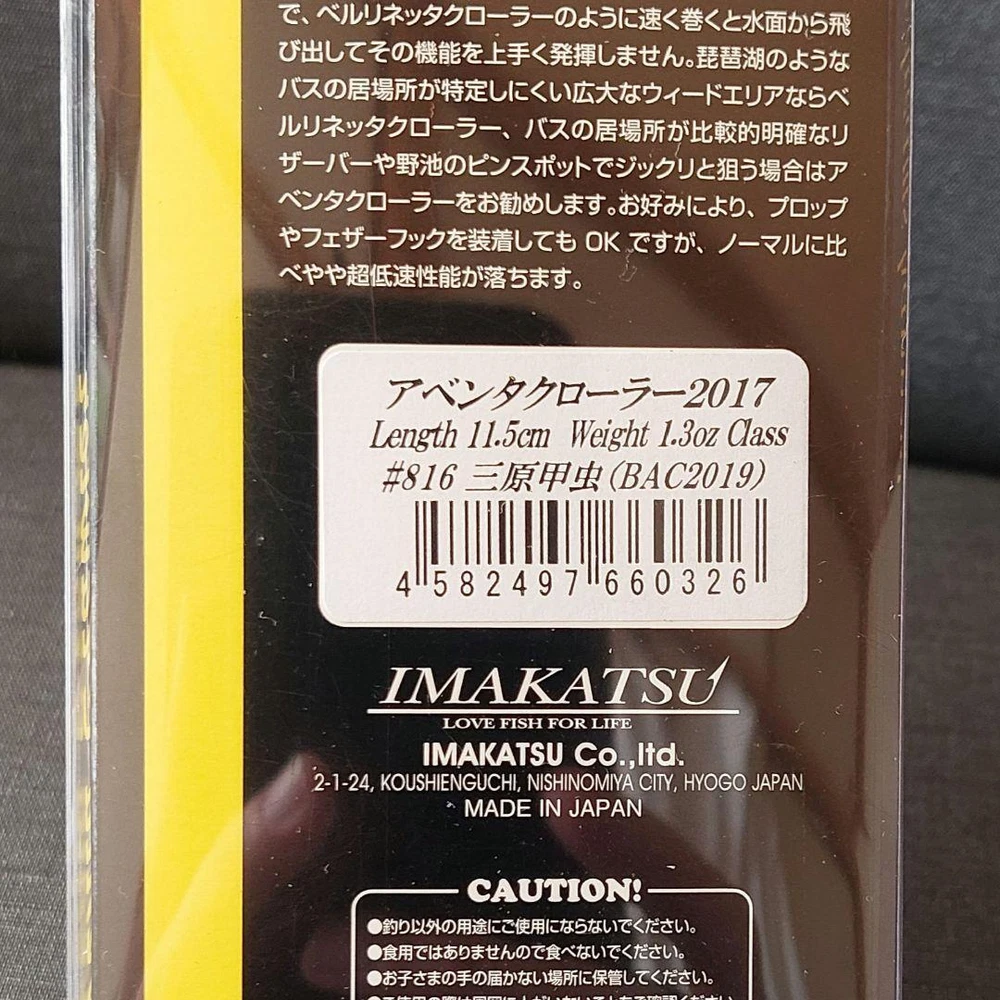 で、ベルリネッタクローラーのように速く巻くと水面から飛
び出してその機能を上手く発揮しません。琵琶湖のような
バスの居場所が特定しにくい広大なウィードエリアならベ
ルリネッタクローラー、バスの居場所が比較的明確なリ
ザーバーや野池のピンスポットでジックリと狙う場合はア
ベンタクローラーをお勧めします。お好みにより、プロップ
やフェザーフックを装着してもOKですが、ノーマルに比
べやや超低速性能が落ちます。
アベンタクローラー2017
Length 11.5cm Weight 1.3oz Class
#816 三原甲虫(BAC2019)
4 582497 660326
IMAKATSU
LOVE FISH FOR LIFE
IMAKATSU Co.,ltd.
2-1-24, KOUSHIENGUCHI, NISHINOMIYA CITY, HYOGO JAPAN
MADE IN JAPAN
CAUTION!
●釣り以外の用途にご使用にならないでください。
●食用ではありませんので食べないでください。
●お子さまの手の届かない場所に保管してください。